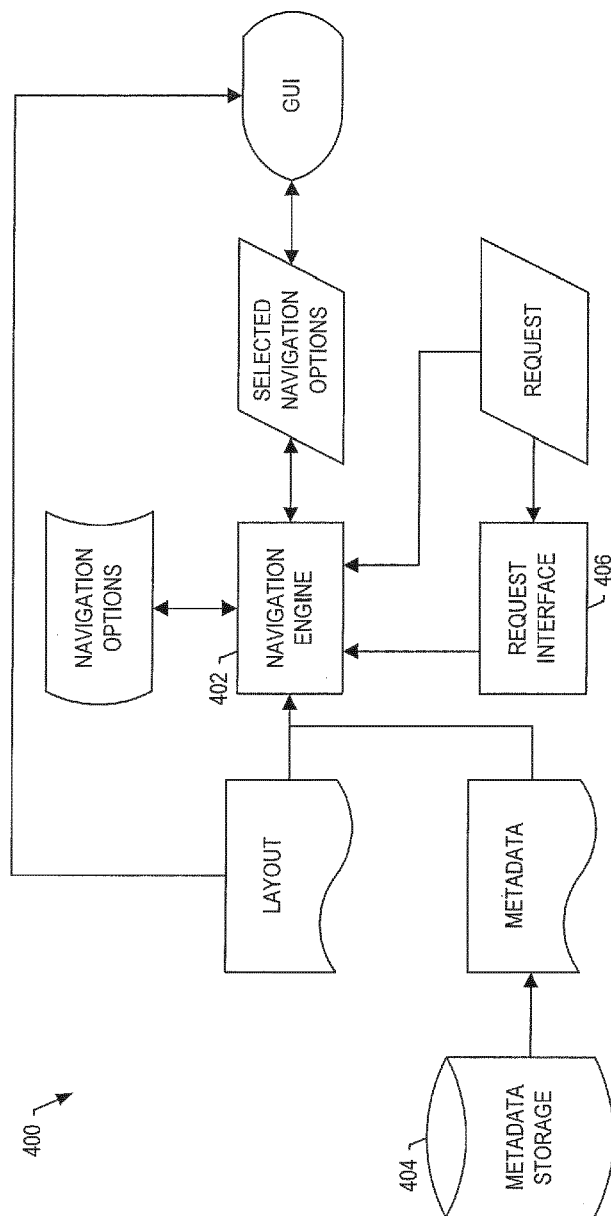 400
NAVIGATION
OPTIONS
LAYOUT
402
NAVIGATION
ENGINE
SELECTED
NAVIGATION
OPTIONS
GUI
404
METADATA
STORAGE
METADATA
REQUEST
INTERFACE
406
REQUEST